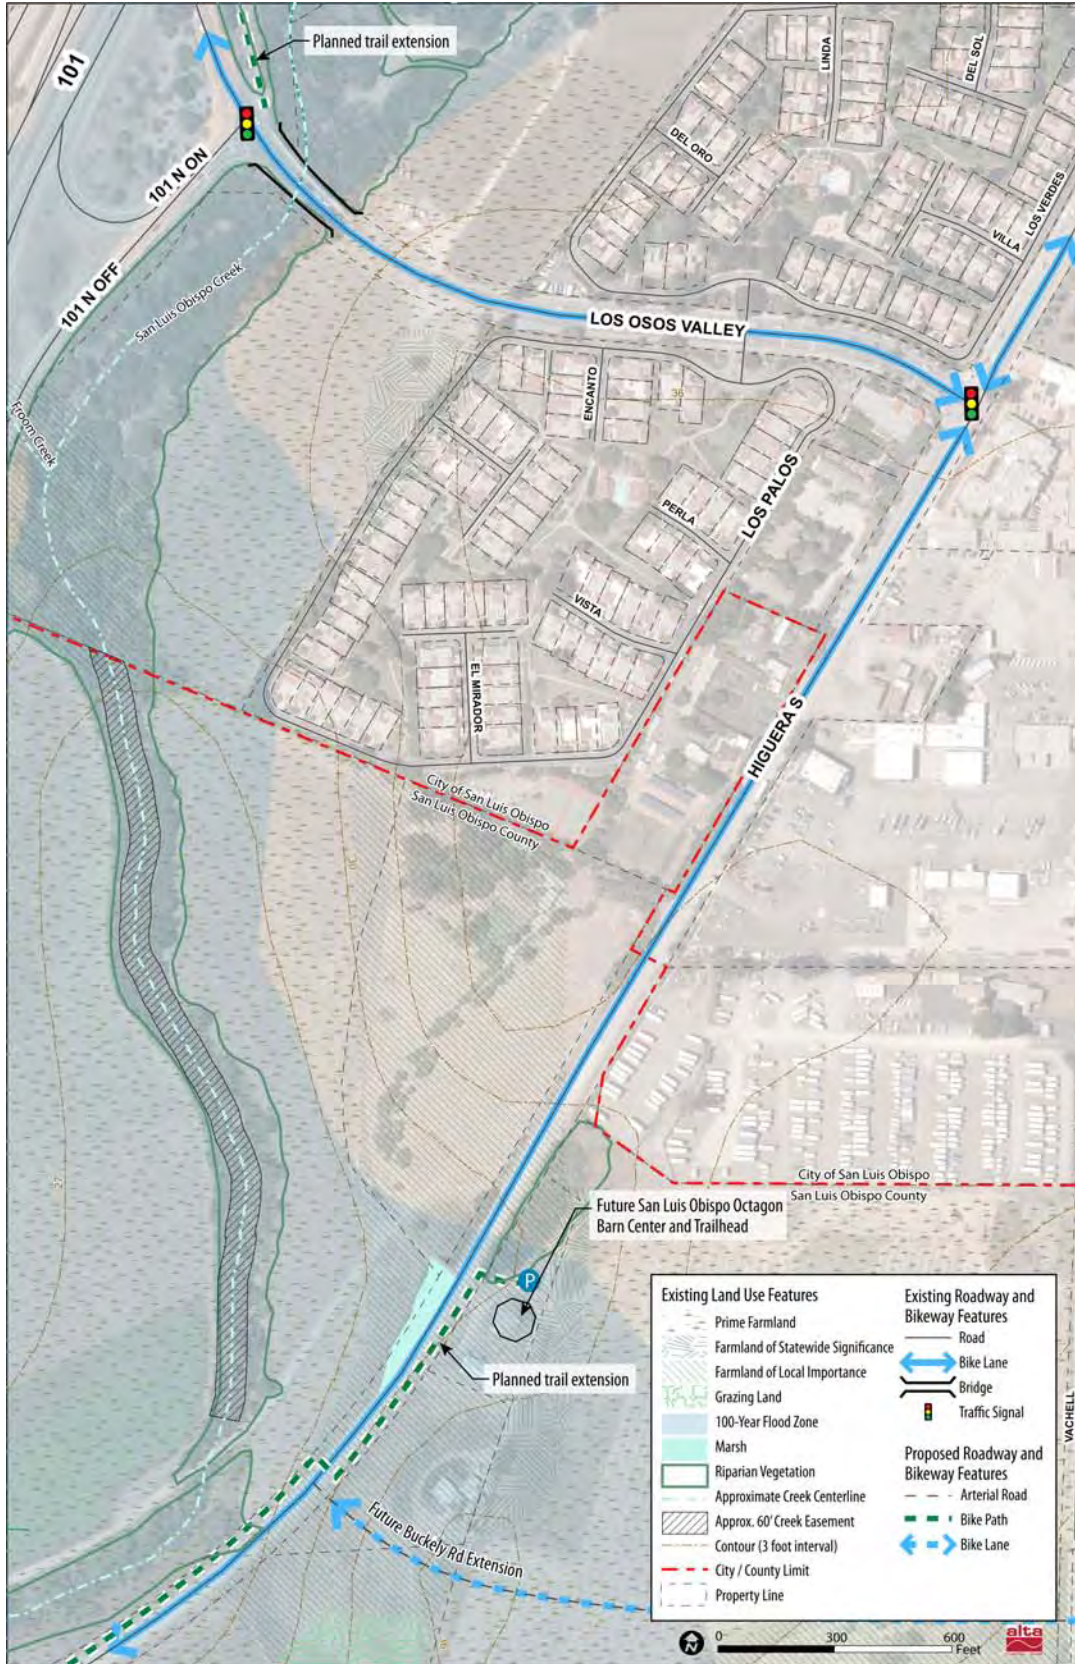 Planned trail extension
101
LINDA
DEL SOL
DEL ORO
101 N ON
LOS VERDES
VILLA
101 N OFF
San Luis Obispo Creek
LOS OSOS VALLEY
ENCANTO
36
Froom Creek
LOS PALOS
PERLA
VISTA
EL MIRADOR
HIGUERA S
City of San Luis Obispo
San Luis Obispo County
30
27
City of San Luis Obispo
San Luis Obispo County
Future San Luis Obispo Octagon
Barn Center and Trailhead
P
Planned trail extension
Future Buckely Rd Extension
VACHELL
Existing Land Use Features
Prime Farmland
Farmland of Statewide Significance
Farmland of Local Importance
Grazing Land
100-Year Flood Zone
Marsh
Riparian Vegetation
Approximate Creek Centerline
Approx. 60' Creek Easement
Contour (3 foot interval)
City / County Limit
Property Line
Existing Roadway and
Bikeway Features
Road
Bike Lane
Bridge
Traffic Signal
Proposed Roadway and
Bikeway Features
Arterial Road
Bike Path
Bike Lane
N
0 300 600
Feet
alta